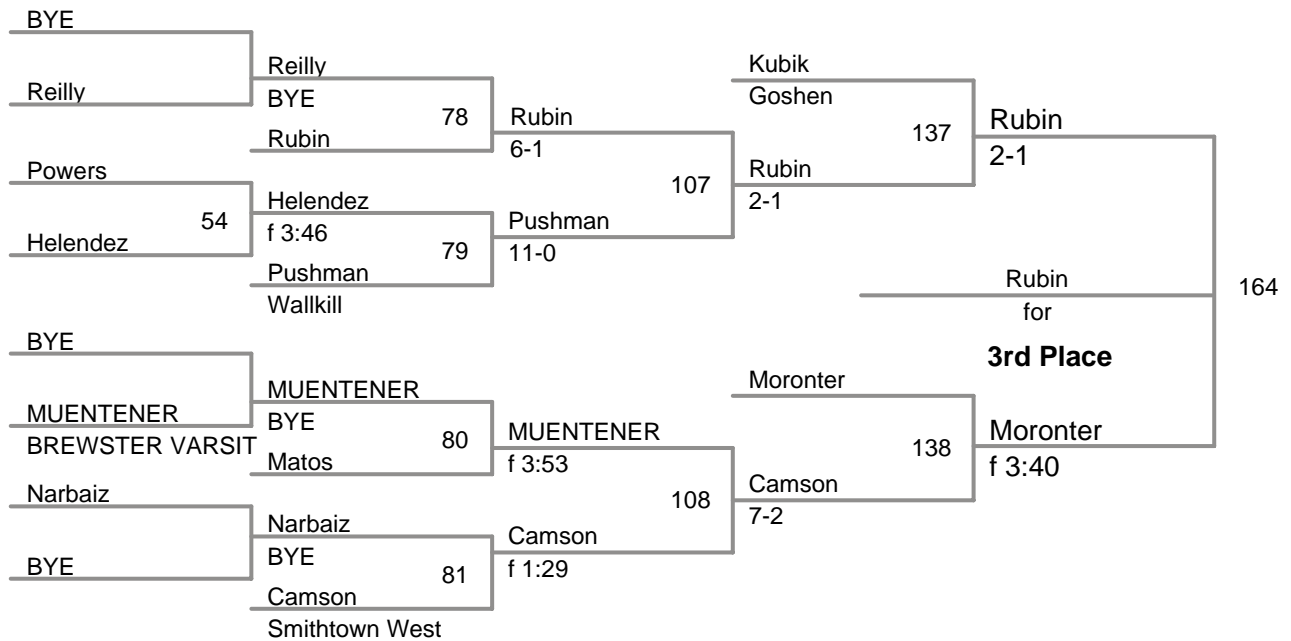 BYE
Reilly
Reilly
BYE
78
Rubin
Rubin
6-1
Kubik
Goshen
137
Rubin
2-1
Powers
54
Helendez
Helendez
f 3:46
79
Pushman
Wallkill
Pushman
11-0
107
Rubin
2-1
Rubin
for
3rd Place
164
BYE
MUENTENER
BREWSTER VARSIT
MUENTENER
BYE
80
Matos
MUENTENER
f 3:53
Moronter
138
Moronter
f 3:40
Narbaiz
BYE
Narbaiz
BYE
81
Camson
Smithtown West
Camson
f 1:29
108
Camson
7-2